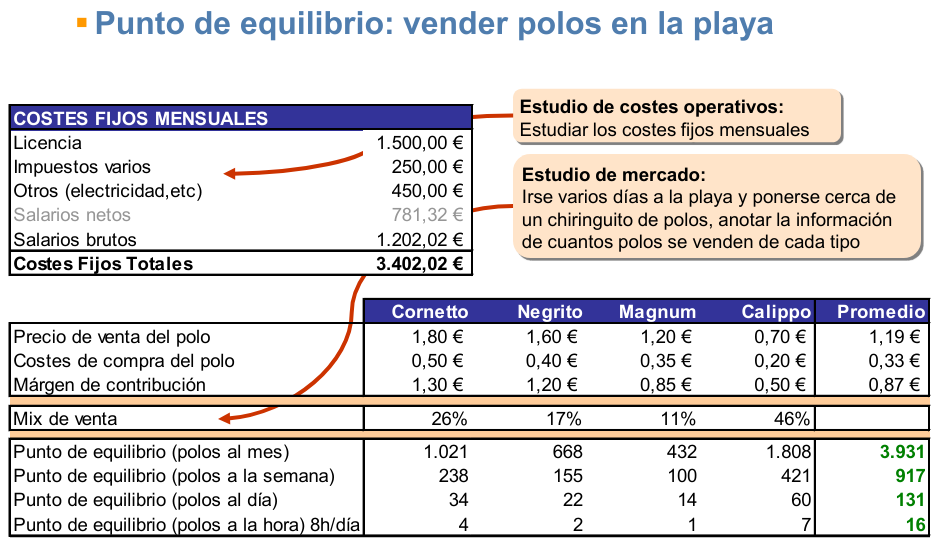 Punto de equilibrio: vender polos en la playa
COSTES FIJOS MENSUALES
Licencia 1.500,00 €
Impuestos varios 250,00 €
Otros (electricidad,etc) 450,00 €
Salarios netos 781,32 €
Salarios brutos 1.202,02 €
Costes Fijos Totales 3.402,02 €
Estudio de costes operativos:
Estudiar los costes fijos mensuales
Estudio de mercado:
Irse varios días a la playa y ponerse cerca de
un chiringuito de polos, anotar la información
de cuantos polos se venden de cada tipo
Cornetto Negrito Magnum Calippo Promedio
Precio de venta del polo 1,80 € 1,60 € 1,20 € 0,70 € 1,19 €
Costes de compra del polo 0,50 € 0,40 € 0,35 € 0,20 € 0,33 €
Márgen de contribución 1,30 € 1,20 € 0,85 € 0,50 € 0,87 €
Mix de venta 26% 17% 11% 46%
Punto de equilibrio (polos al mes) 1.021 668 432 1.808 3.931
Punto de equilibrio (polos a la semana) 238 155 100 421 917
Punto de equilibrio (polos al día) 34 22 14 60 131
Punto de equilibrio (polos a la hora) 8h/día 4 2 1 7 16